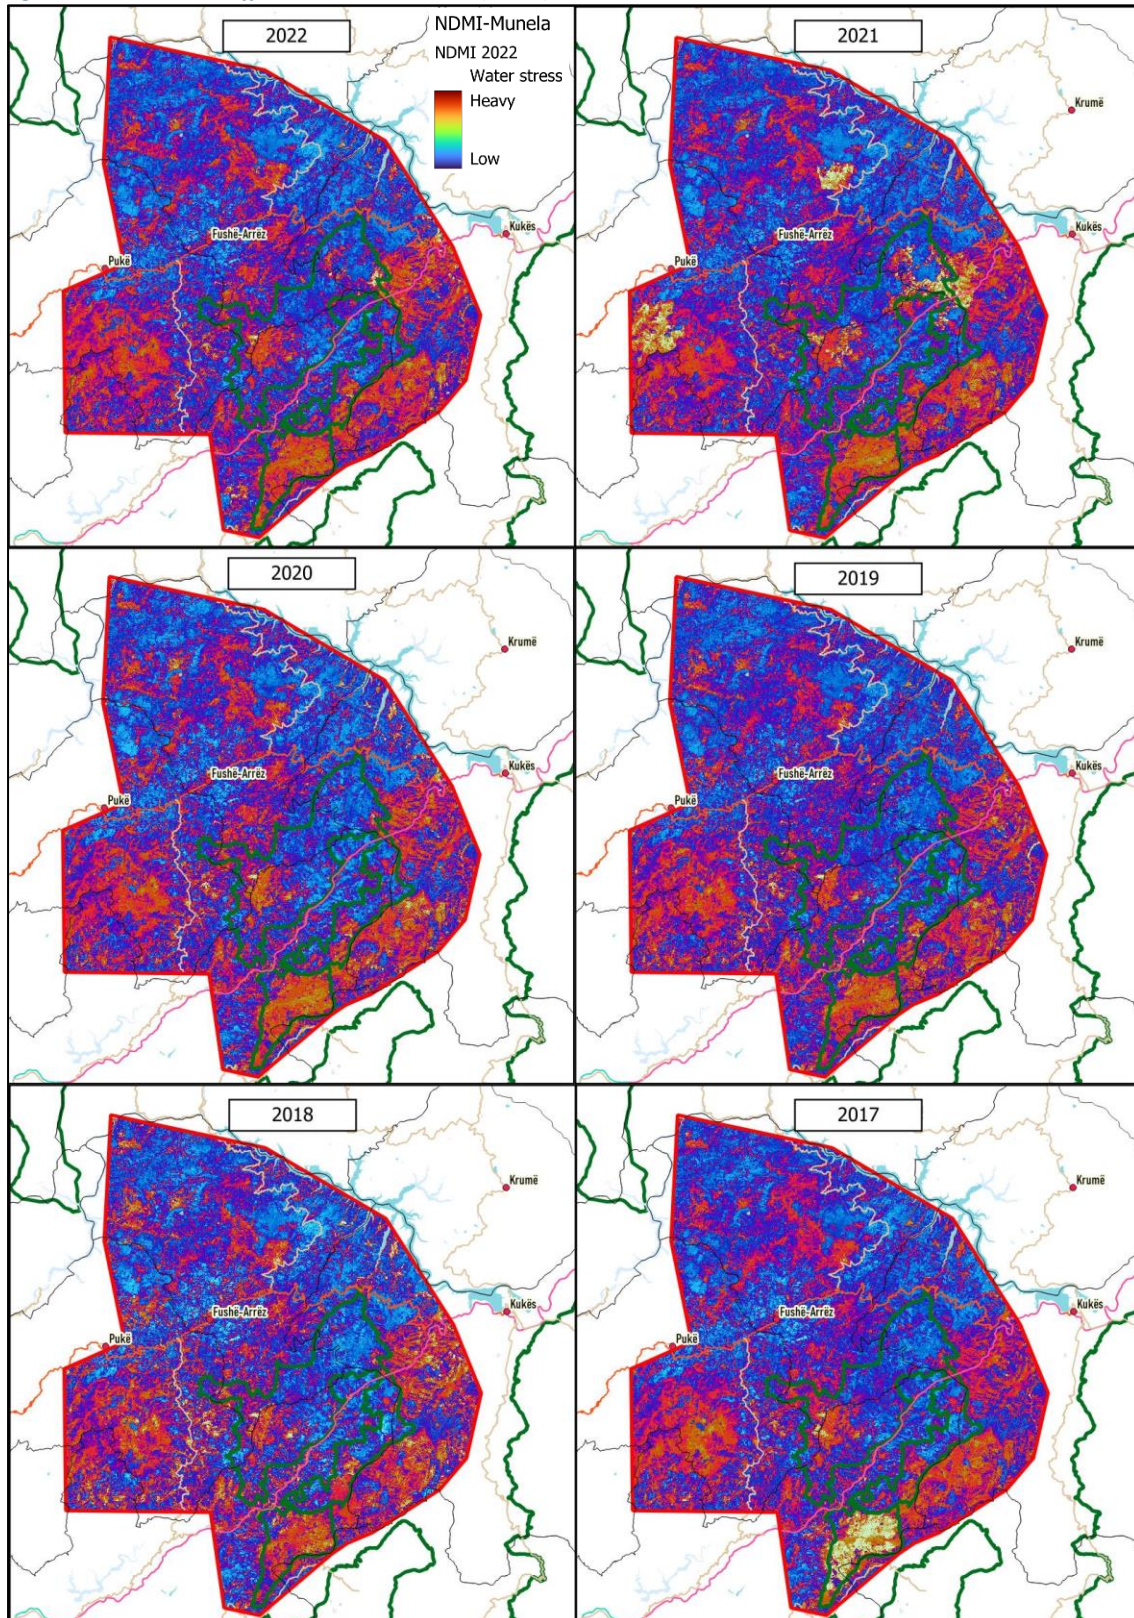 2022
NDMI-Munela
NDMI 2022
Water stress
Heavy
Low
Fushë-Arrëz
Kukës
Pukë
2021
Krumë
Fushë-Arrëz
Kukës
Pukë
2020
Krumë
Fushë-Arrëz
Kukës
Pukë
2019
Krumë
Fushë-Arrëz
Kukës
Pukë
2018
Krumë
Fushë-Arrëz
Kukës
Pukë
2017
Krumë
Fushë-Arrëz
Kukës
Pukë